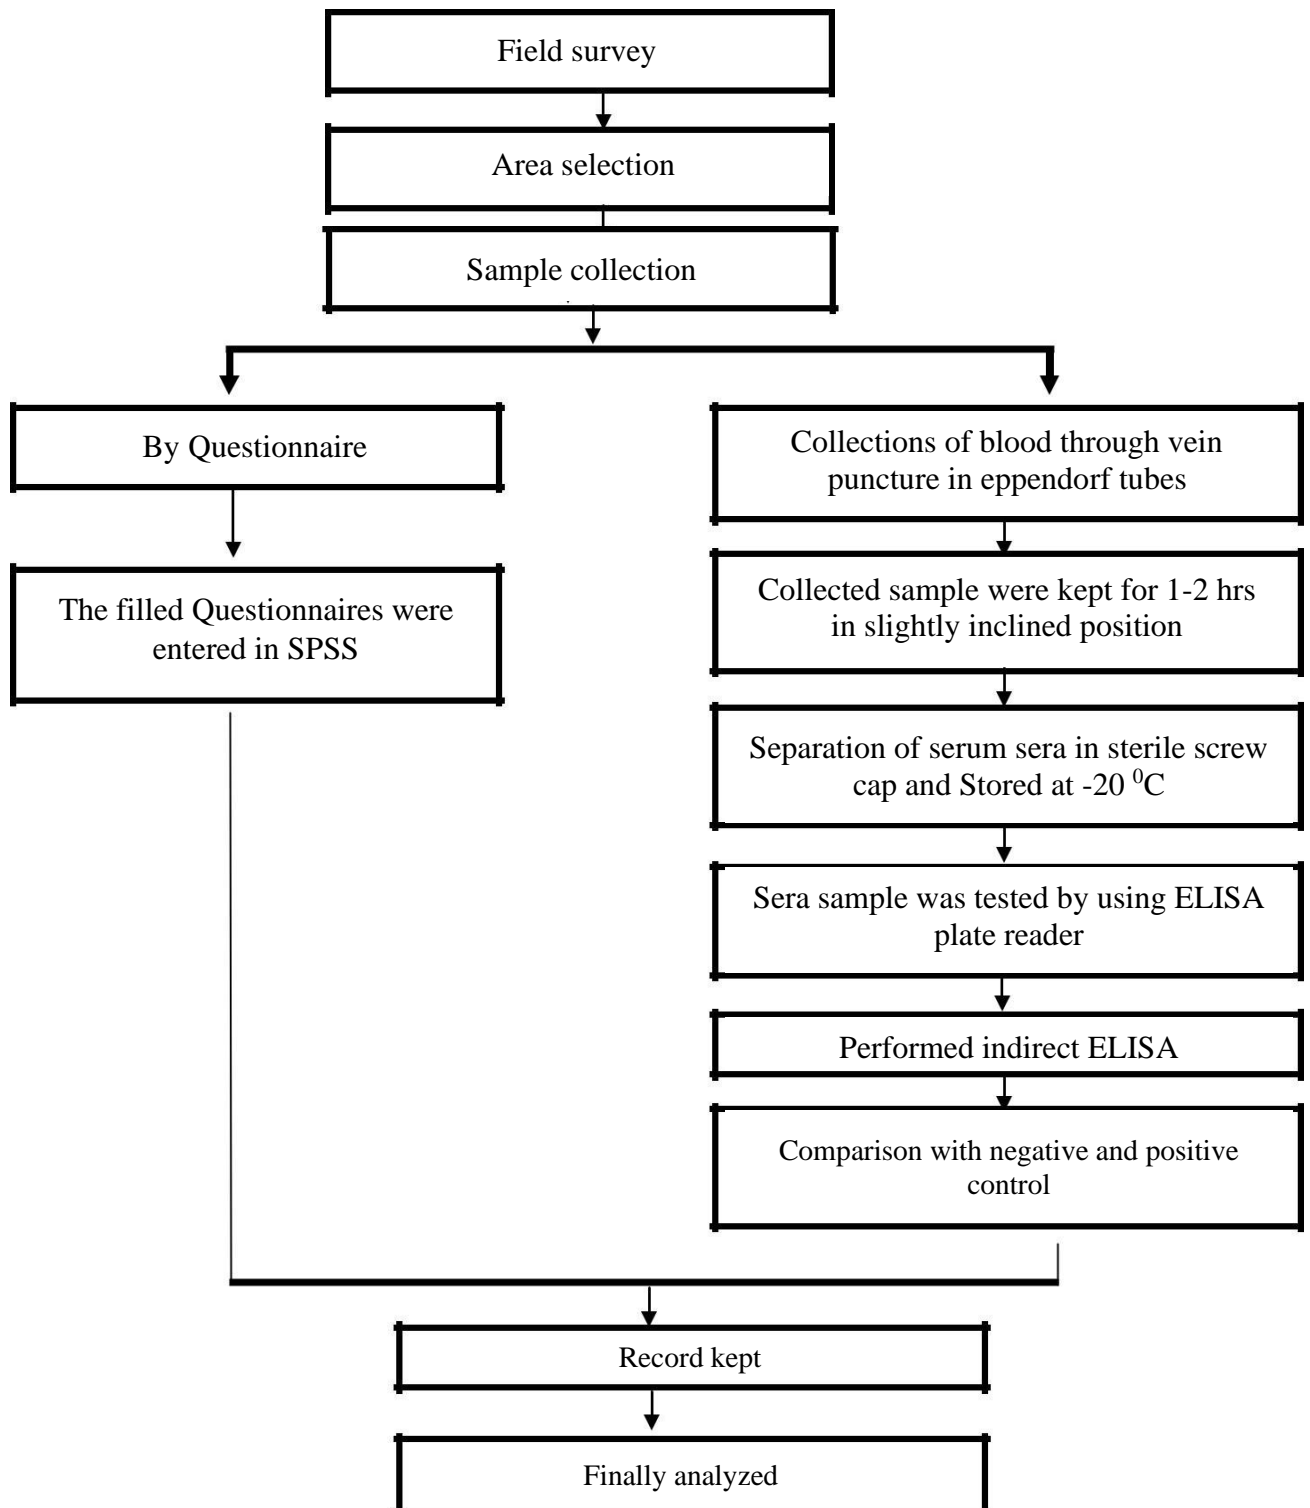 Field survey
Area selection
Sample collection
By Questionnaire
The filled Questionnaires were
entered in SPSS
Collections of blood through vein
puncture in eppendorf tubes
Collected sample were kept for 1-2 hrs
in slightly inclined position
Separation of serum sera in sterile screw
cap and Stored at -20 ⁰C
Sera sample was tested by using ELISA
plate reader
Performed indirect ELISA
Comparison with negative and positive
control
Record kept
Finally analyzed